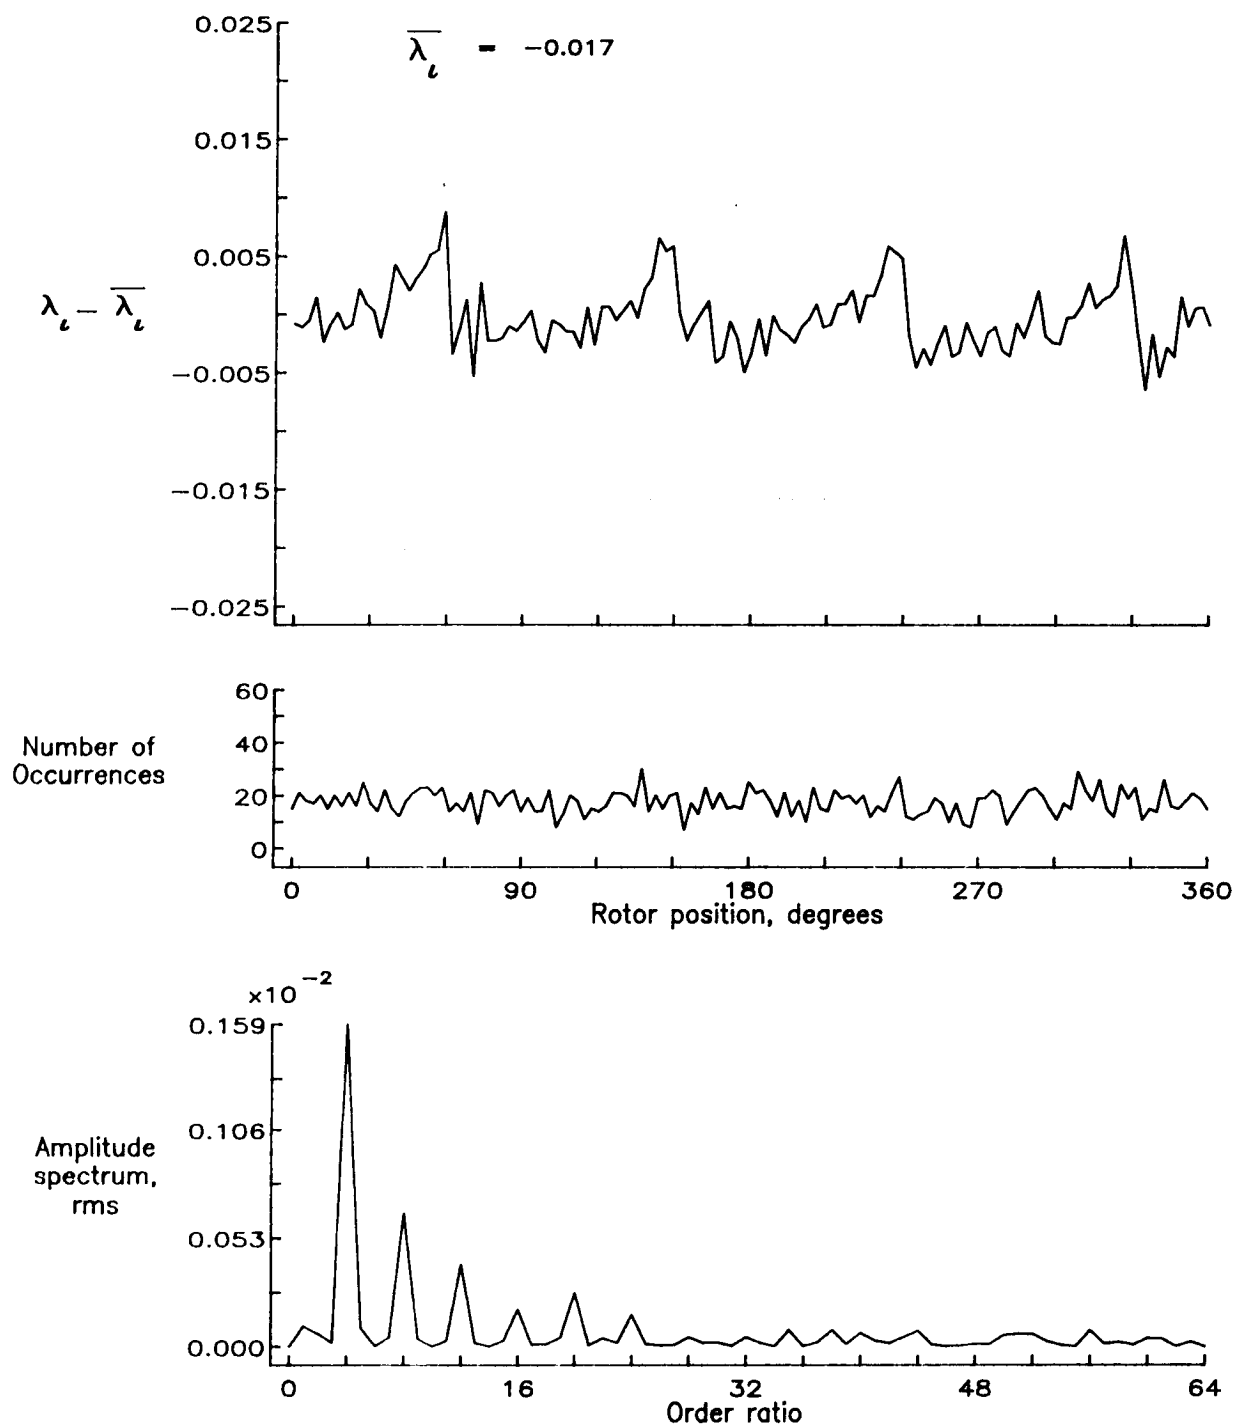 0.025
λ̅ι̅ = −0.017
0.015
0.005
λι − λ̅ι̅
−0.005
−0.015
−0.025
60
Number of
Occurrences
40
20
0
0 90 180 270 360
Rotor position, degrees
×10⁻²
0.159
0.106
Amplitude
spectrum,
rms
0.053
0.000
0 16 32 48 64
Order ratio